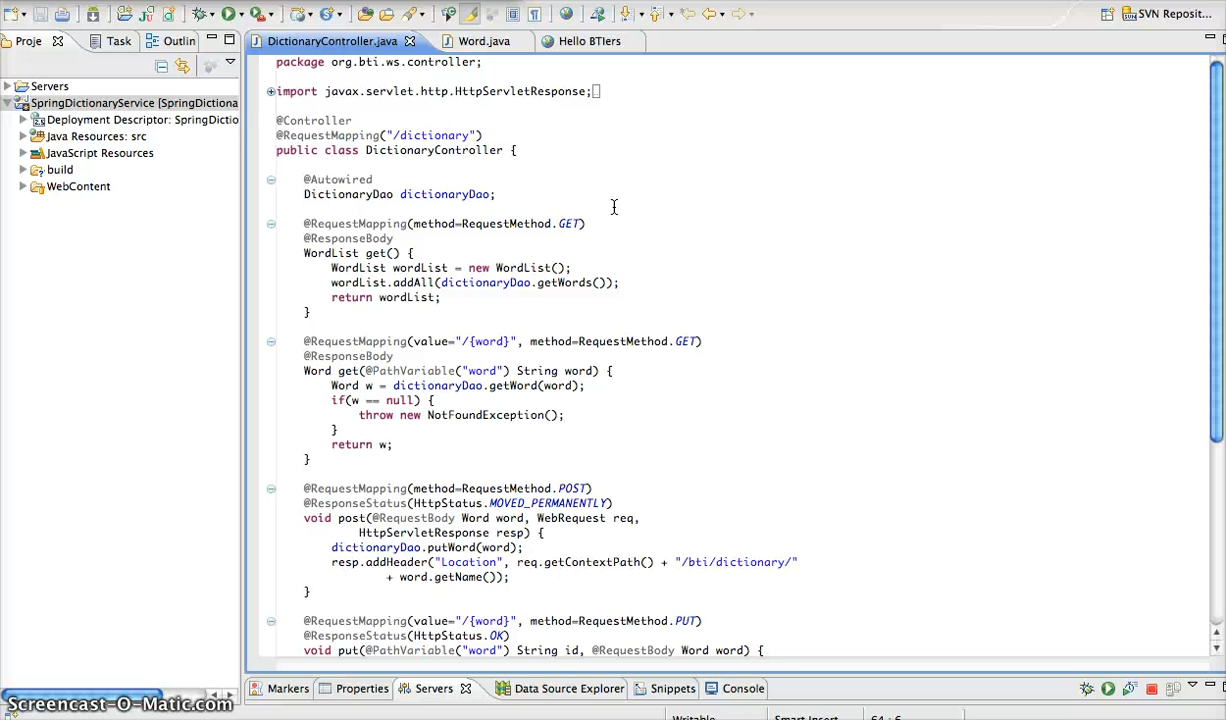 SVN Reposit...
Proje
Task
Outlin
DictionaryController.java
Word.java
Hello BTIers
Servers
SpringDictionaryService [SpringDictiona
Deployment Descriptor: SpringDictio
Java Resources: src
JavaScript Resources
build
WebContent
package org.bti.ws.controller;
import javax.servlet.http.HttpServletResponse;
@Controller
@RequestMapping("/dictionary")
public class DictionaryController {
@Autowired
DictionaryDao dictionaryDao;
@RequestMapping(method=RequestMethod.GET)
@ResponseBody
WordList get() {
WordList wordList = new WordList();
wordList.addAll(dictionaryDao.getWords());
return wordList;
}
@RequestMapping(value="/{word}", method=RequestMethod.GET)
@ResponseBody
Word get(@PathVariable("word") String word) {
Word w = dictionaryDao.getWord(word);
if(w == null) {
throw new NotFoundException();
}
return w;
}
@RequestMapping(method=RequestMethod.POST)
@ResponseStatus(HttpStatus.MOVED_PERMANENTLY)
void post(@RequestBody Word word, WebRequest req,
HttpServletResponse resp) {
dictionaryDao.putWord(word);
resp.addHeader("Location", req.getContextPath() + "/bti/dictionary/"
+ word.getName());
}
@RequestMapping(value="/{word}", method=RequestMethod.PUT)
@ResponseStatus(HttpStatus.OK)
void put(@PathVariable("word") String id, @RequestBody Word word) {
Markers
Properties
Servers
Data Source Explorer
Snippets
Console
Screencast-O-Matic.com
Writable
Smart Insert
64 : 6